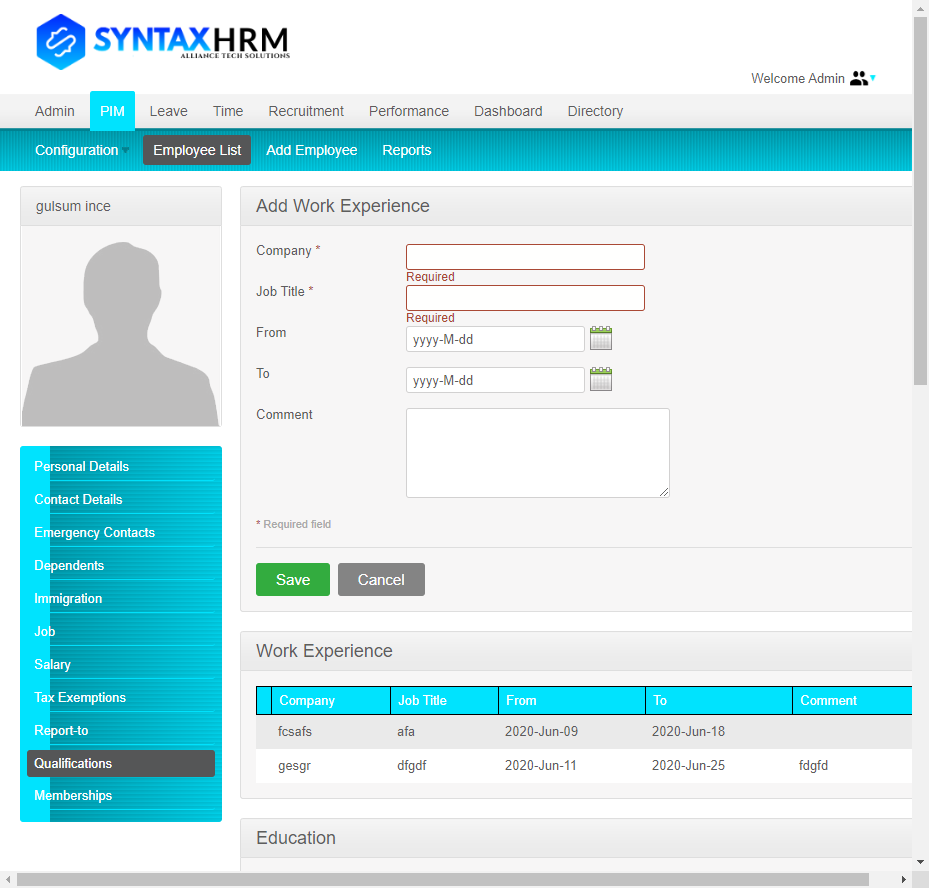 SYNTAXHRM
ALLIANCE TECH SOLUTIONS
Welcome Admin
Admin PIM Leave Time Recruitment Performance Dashboard Directory
Configuration Employee List Add Employee Reports
gulsum ince
Personal Details
Contact Details
Emergency Contacts
Dependents
Immigration
Job
Salary
Tax Exemptions
Report-to
Qualifications
Memberships
Add Work Experience
Company *
Required
Job Title *
Required
From yyyy-M-dd
To yyyy-M-dd
Comment
* Required field
Save Cancel
Work Experience
Company Job Title From To Comment
fcsafs afa 2020-Jun-09 2020-Jun-18
gesgr dfgdf 2020-Jun-11 2020-Jun-25 fdgfd
Education